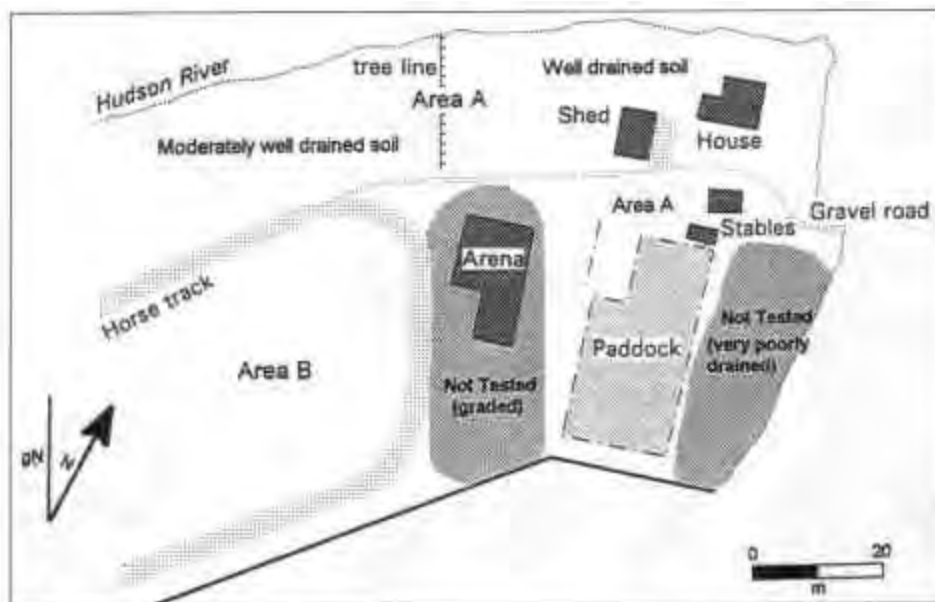 Hudson River
tree line
Area A
Well drained soil
Shed
House
Moderately well drained soil
Area A
Stables
Gravel road
Arena
Horse track
Paddock
Not Tested
(very poorly
drained)
Area B
Not Tested
(graded)
gN
N
0 20
m